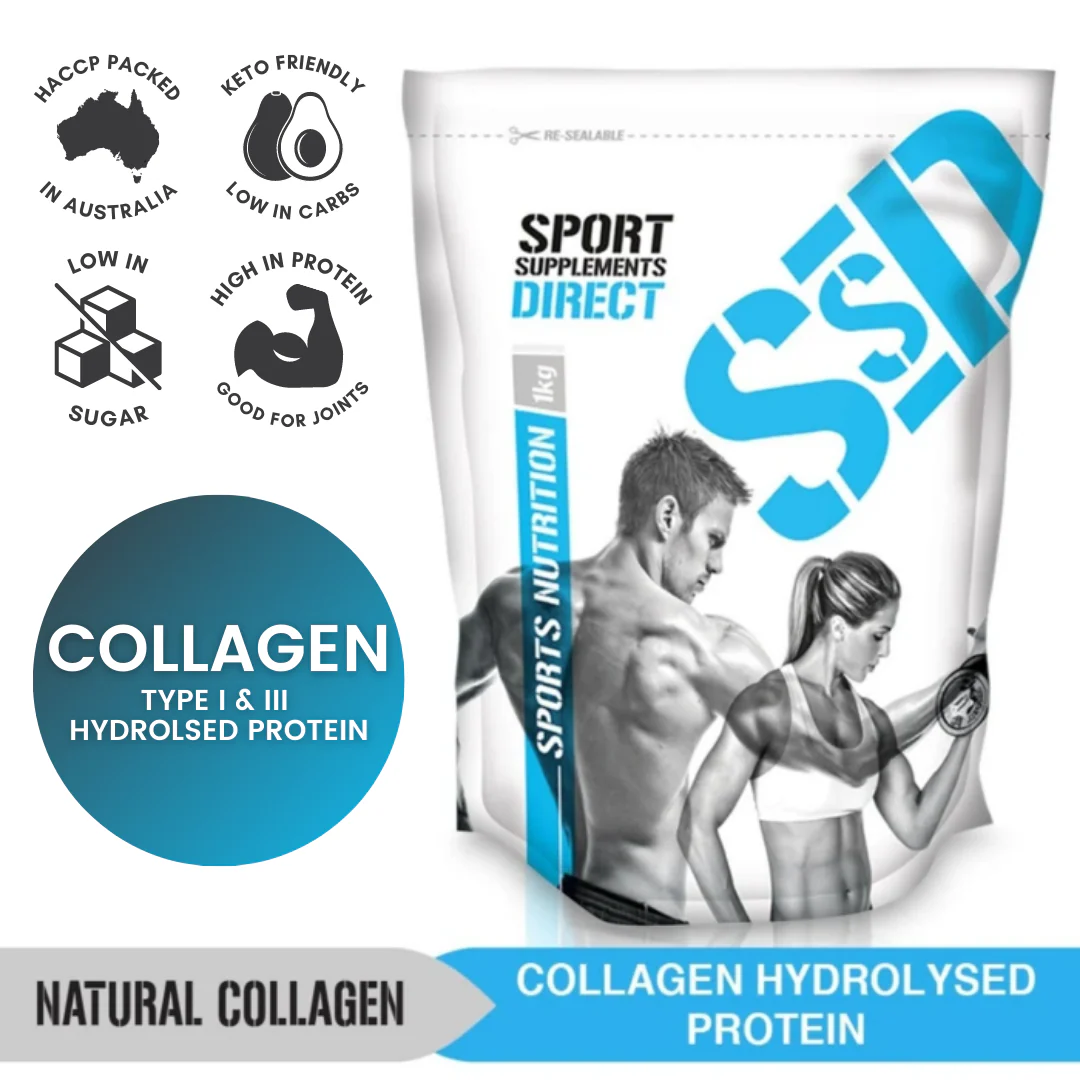 HACCP PACKED
IN AUSTRALIA
KETO FRIENDLY
LOW IN CARBS
LOW IN
SUGAR
HIGH IN PROTEIN
GOOD FOR JOINTS
COLLAGEN
TYPE I & III
HYDROLSED PROTEIN
RE-SEALABLE
SPORT
SUPPLEMENTS
DIRECT
SSD
SPORTS NUTRITION 1kg
NATURAL COLLAGEN
COLLAGEN HYDROLYSED
PROTEIN